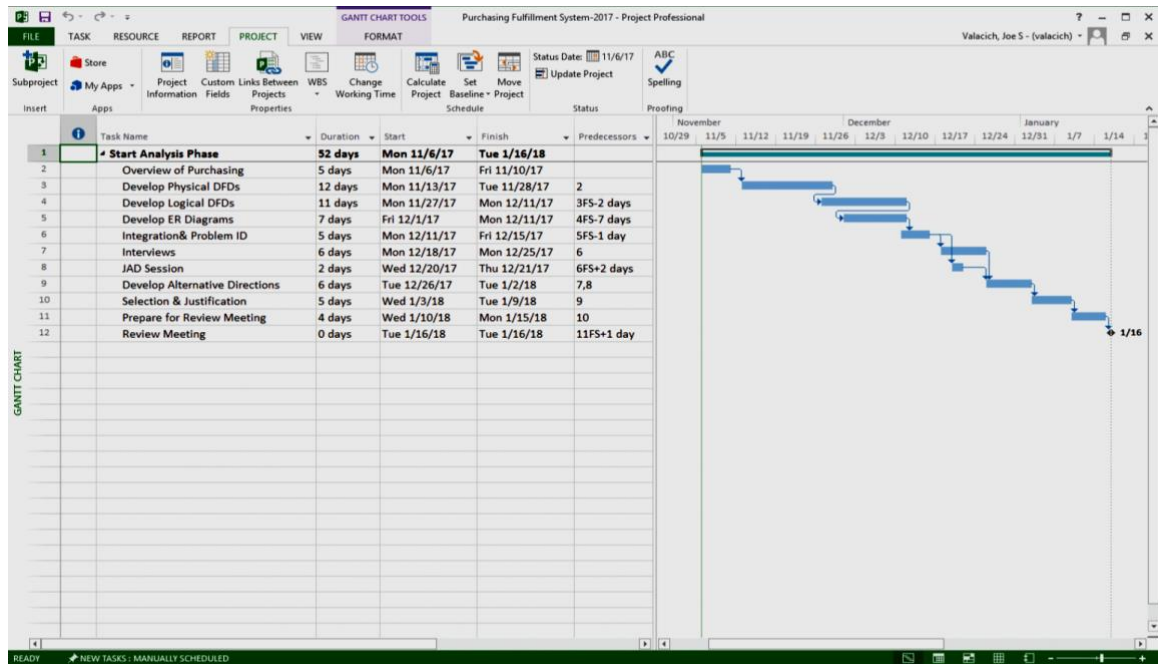 GANTT CHART TOOLS Purchasing Fulfillment System-2017 - Project Professional
FILE TASK RESOURCE REPORT PROJECT VIEW FORMAT Valacich, Joe S - (valacich)
Subproject
Store
My Apps
Project Information
Custom Fields
Links Between Projects
WBS
Change Working Time
Calculate Project
Set Baseline
Move Project
Status Date: 11/6/17
Update Project
ABC
Spelling
Insert Apps Properties Schedule Status Proofing
November December January
Task Name Duration Start Finish Predecessors 10/29 11/5 11/12 11/19 11/26 12/3 12/10 12/17 12/24 12/31 1/7 1/14 1
1 Start Analysis Phase 52 days Mon 11/6/17 Tue 1/16/18
2 Overview of Purchasing 5 days Mon 11/6/17 Fri 11/10/17
3 Develop Physical DFDs 12 days Mon 11/13/17 Tue 11/28/17 2
4 Develop Logical DFDs 11 days Mon 11/27/17 Mon 12/11/17 3FS-2 days
5 Develop ER Diagrams 7 days Fri 12/1/17 Mon 12/11/17 4FS-7 days
6 Integration& Problem ID 5 days Mon 12/11/17 Fri 12/15/17 5FS-1 day
7 Interviews 6 days Mon 12/18/17 Mon 12/25/17 6
8 JAD Session 2 days Wed 12/20/17 Thu 12/21/17 6FS+2 days
9 Develop Alternative Directions 6 days Tue 12/26/17 Tue 1/2/18 7,8
10 Selection & Justification 5 days Wed 1/3/18 Tue 1/9/18 9
11 Prepare for Review Meeting 4 days Wed 1/10/18 Mon 1/15/18 10
12 Review Meeting 0 days Tue 1/16/18 Tue 1/16/18 11FS+1 day 1/16
GANTT CHART
READY NEW TASKS : MANUALLY SCHEDULED